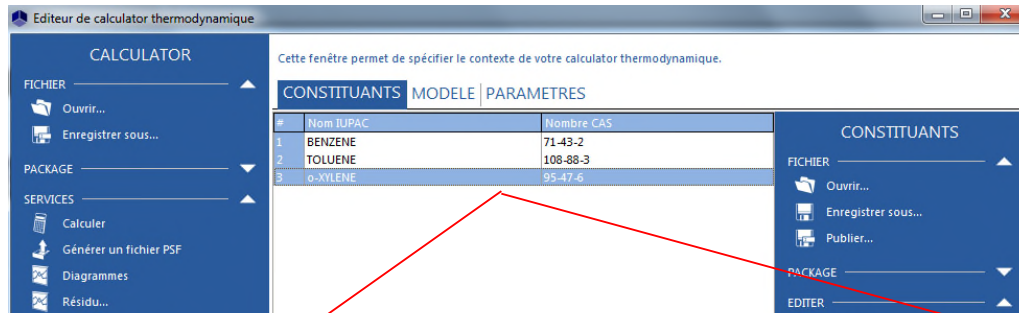 Editeur de calculator thermodynamique
CALCULATOR
FICHIER
Ouvrir...
Enregistrer sous...
PACKAGE
SERVICES
Calculer
Générer un fichier PSF
Diagrammes
Résidu...
Cette fenêtre permet de spécifier le contexte de votre calculator thermodynamique.
CONSTITUANTS MODELE PARAMETRES
# Nom IUPAC Nombre CAS
1 BENZENE 71-43-2
2 TOLUENE 108-88-3
3 o-XYLENE 95-47-6
CONSTITUANTS
FICHIER
Ouvrir...
Enregistrer sous...
Publier...
PACKAGE
EDITER